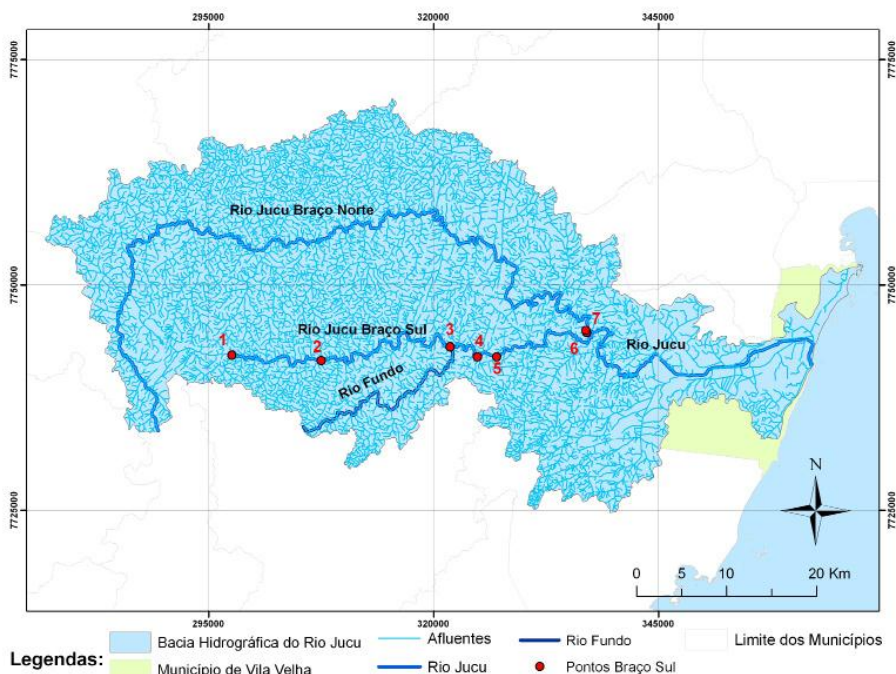 295000 320000 345000
7775000 7775000
Rio Jucu Braço Norte
7750000 7750000
1 2 Rio Jucu Braço Sul 3 4 5 6 7
Rio Jucu
Rio Fundo
N
7725000 7725000
0 5 10 20 Km
295000 320000 345000
Legendas:
Bacia Hidrográfica do Rio Jucu Afluentes Rio Fundo Limite dos Municípios
Município de Vila Velha Rio Jucu Pontos Braço Sul